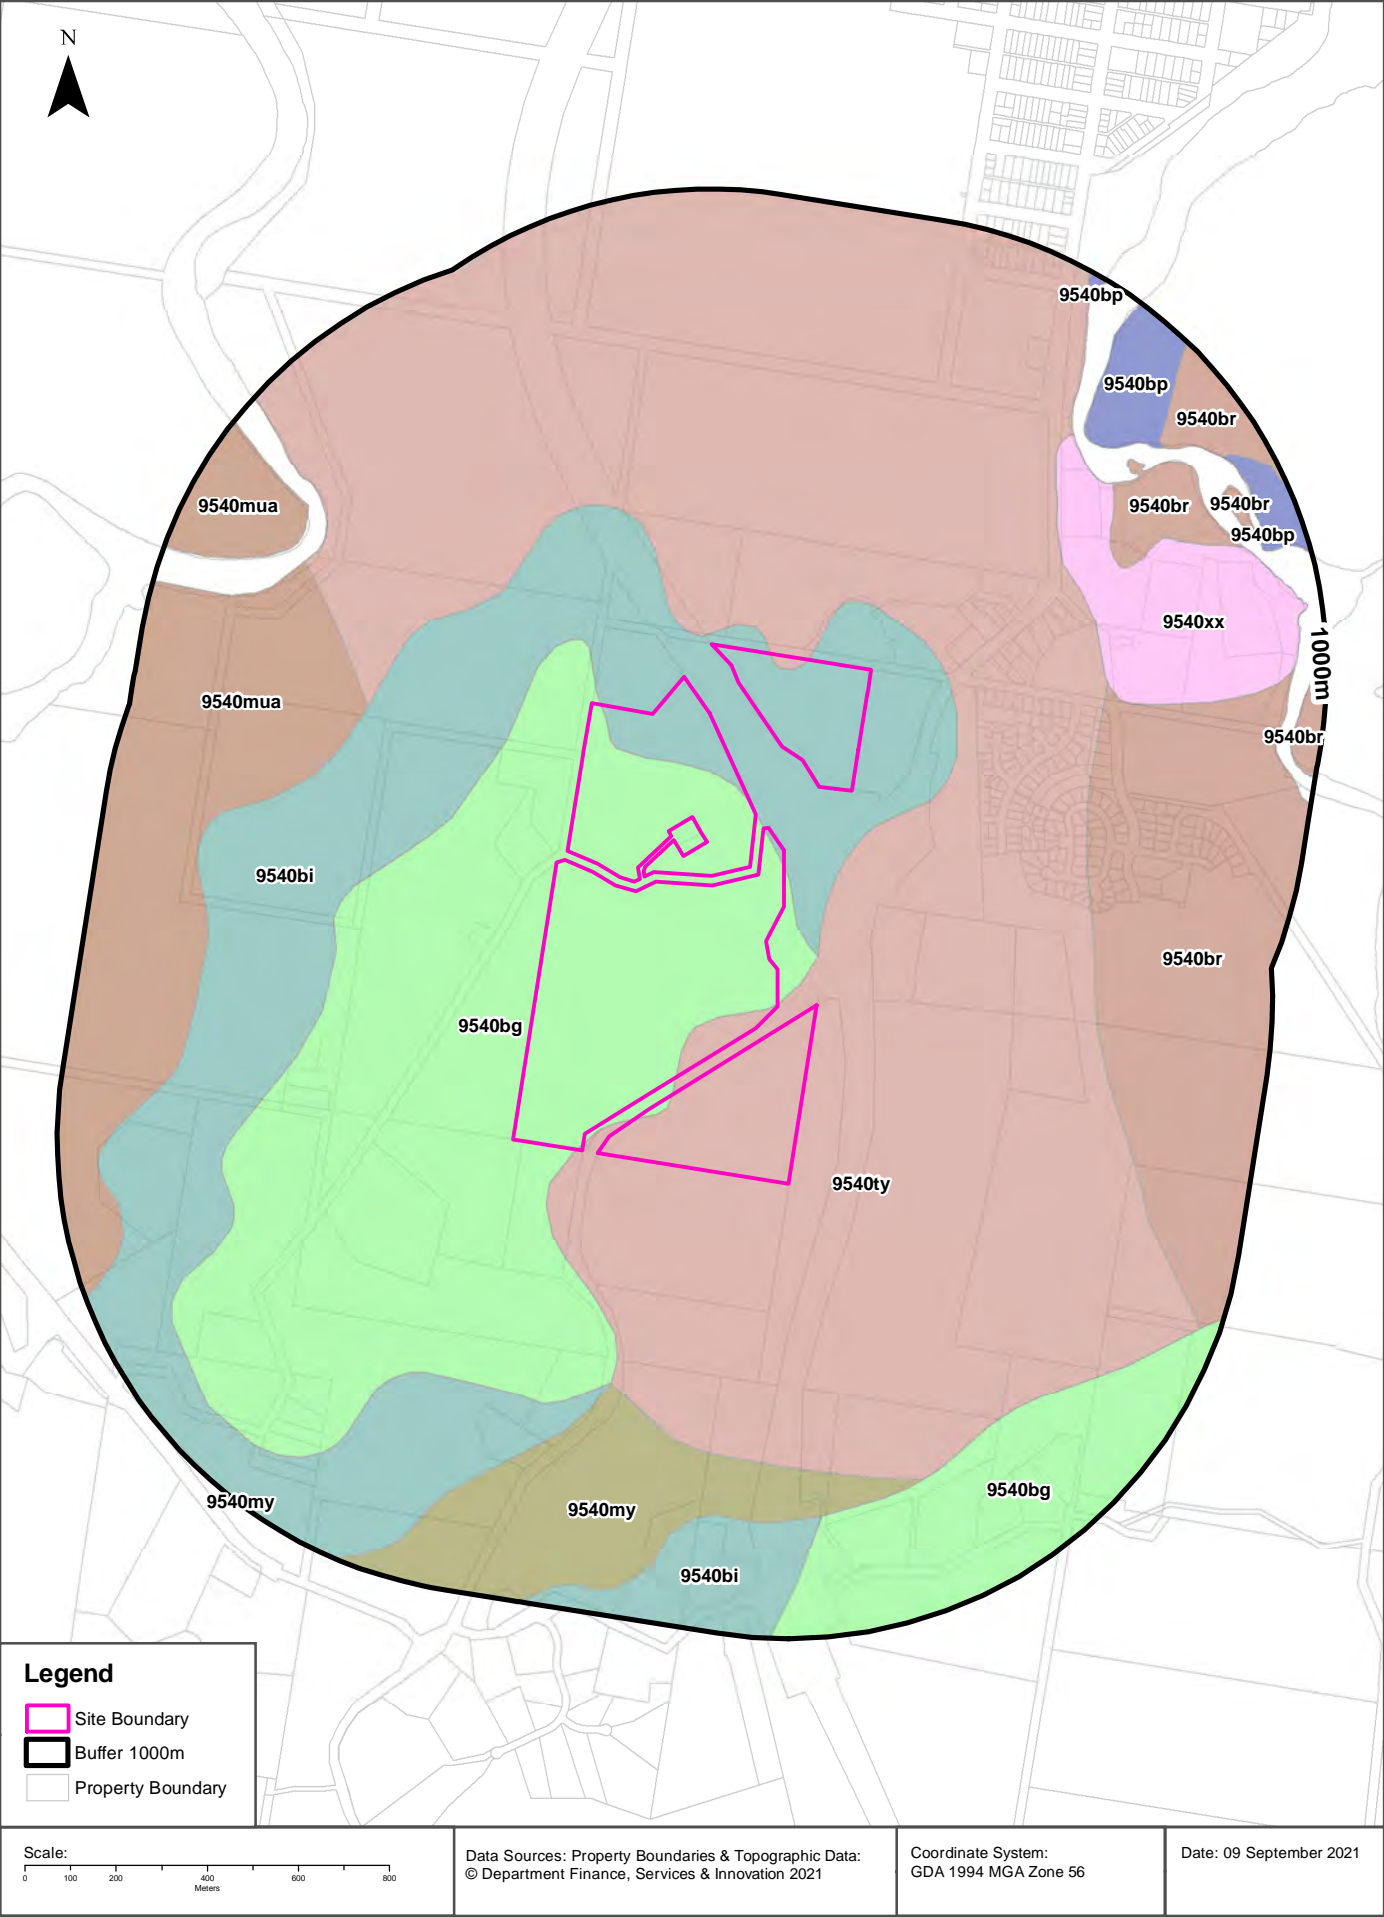 N
9540bp
9540bp
9540br
9540mua
9540br
9540br
9540bp
9540xx
1000m
9540mua
9540br
9540bi
9540br
9540bg
9540ty
9540bg
9540my
9540my
9540bi
Legend
Site Boundary
Buffer 1000m
Property Boundary
Scale:
0 100 200 400 600 800
Meters
Data Sources: Property Boundaries & Topographic Data:
© Department Finance, Services & Innovation 2021
Coordinate System:
GDA 1994 MGA Zone 56
Date: 09 September 2021